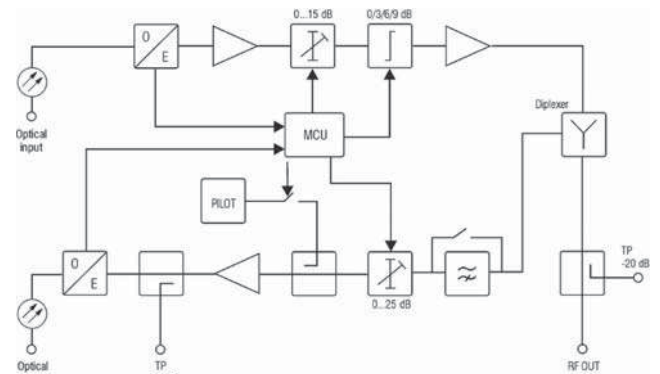 0...15 dB
0/3/6/9 dB
O
E
Diplexer
Optical
input
MCU
PILOT
O
E
TP
-20 dB
0...25 dB
Optical
TP
RF OUT